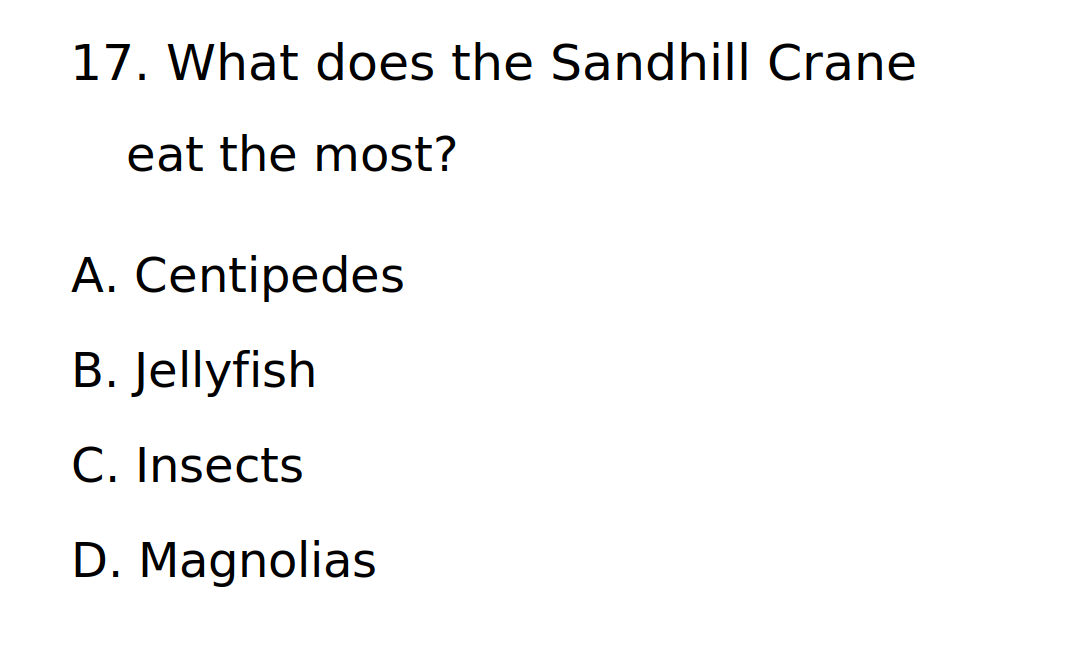 17. What does the Sandhill Crane
eat the most?
A. Centipedes
B. Jellyfish
C. Insects
D. Magnolias